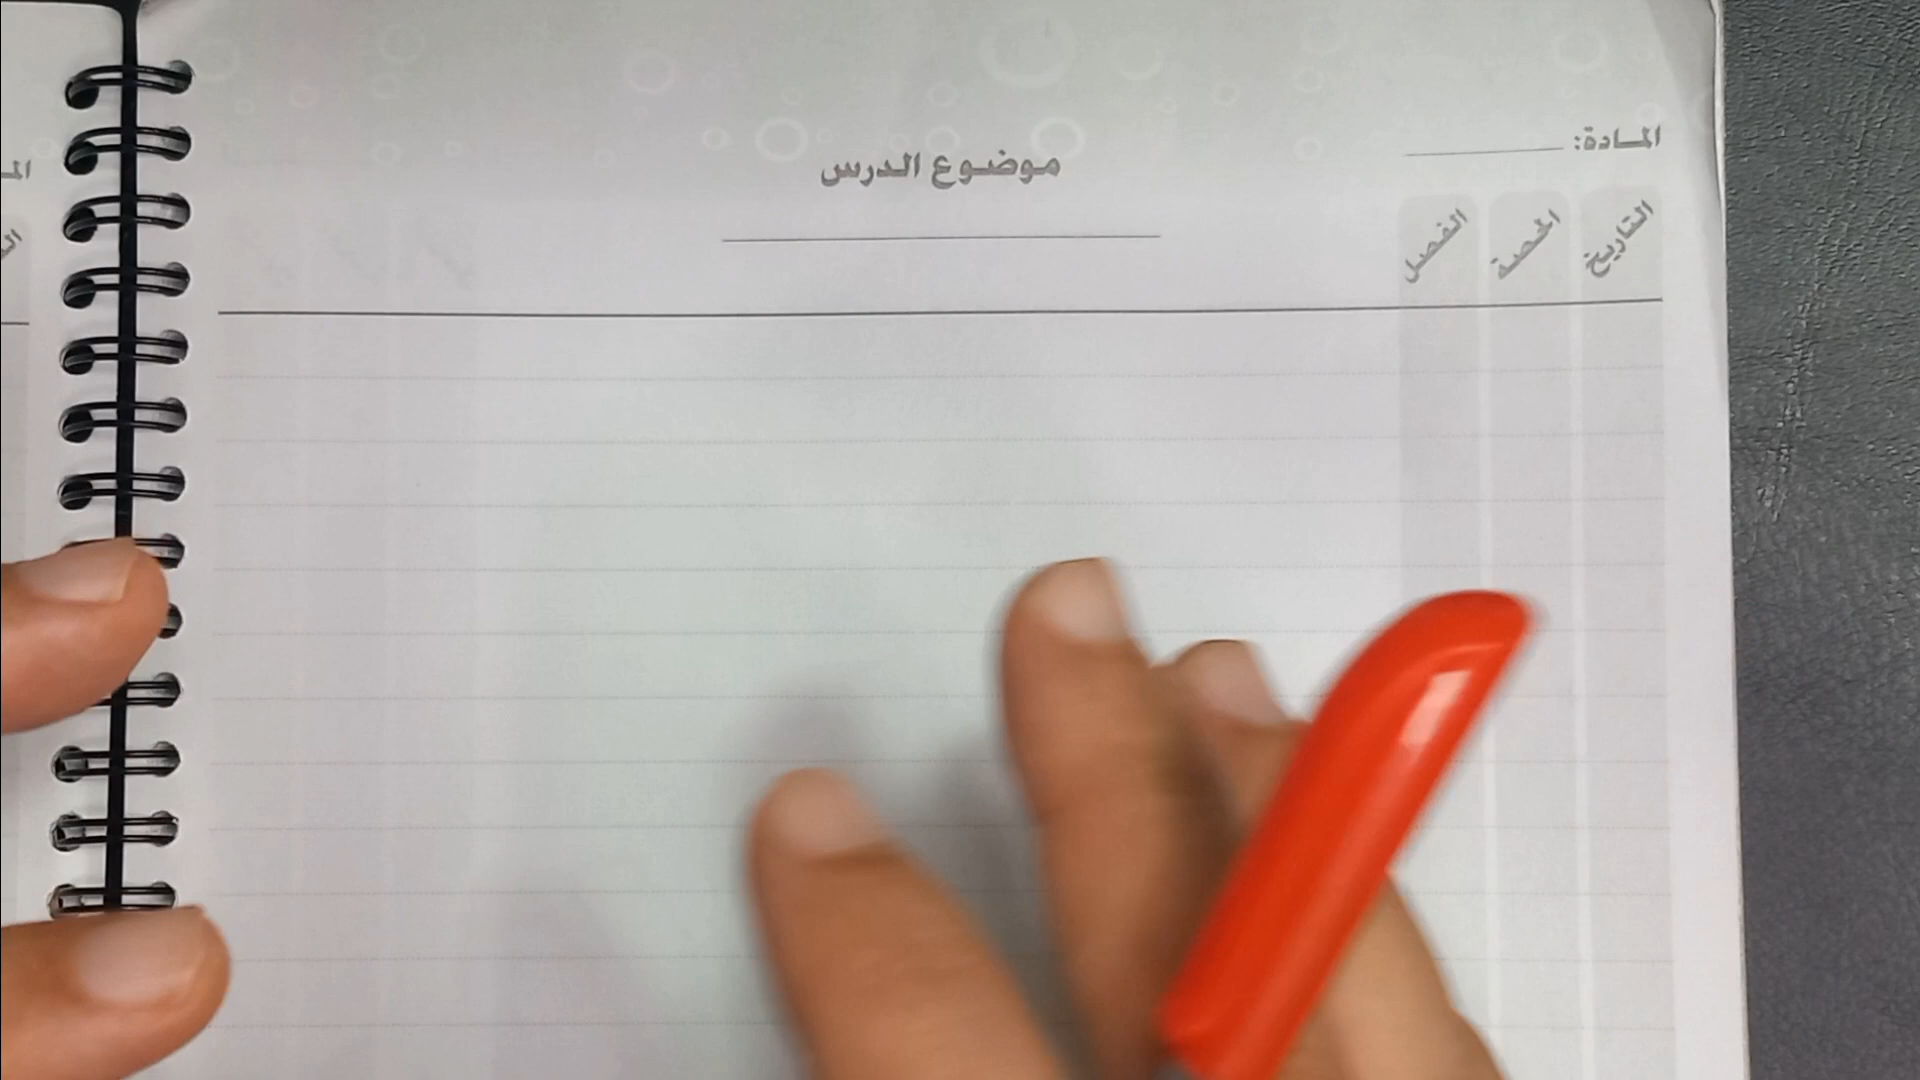 المادة:
موضوع الدرس
التاريخ
الحصة
الفصل